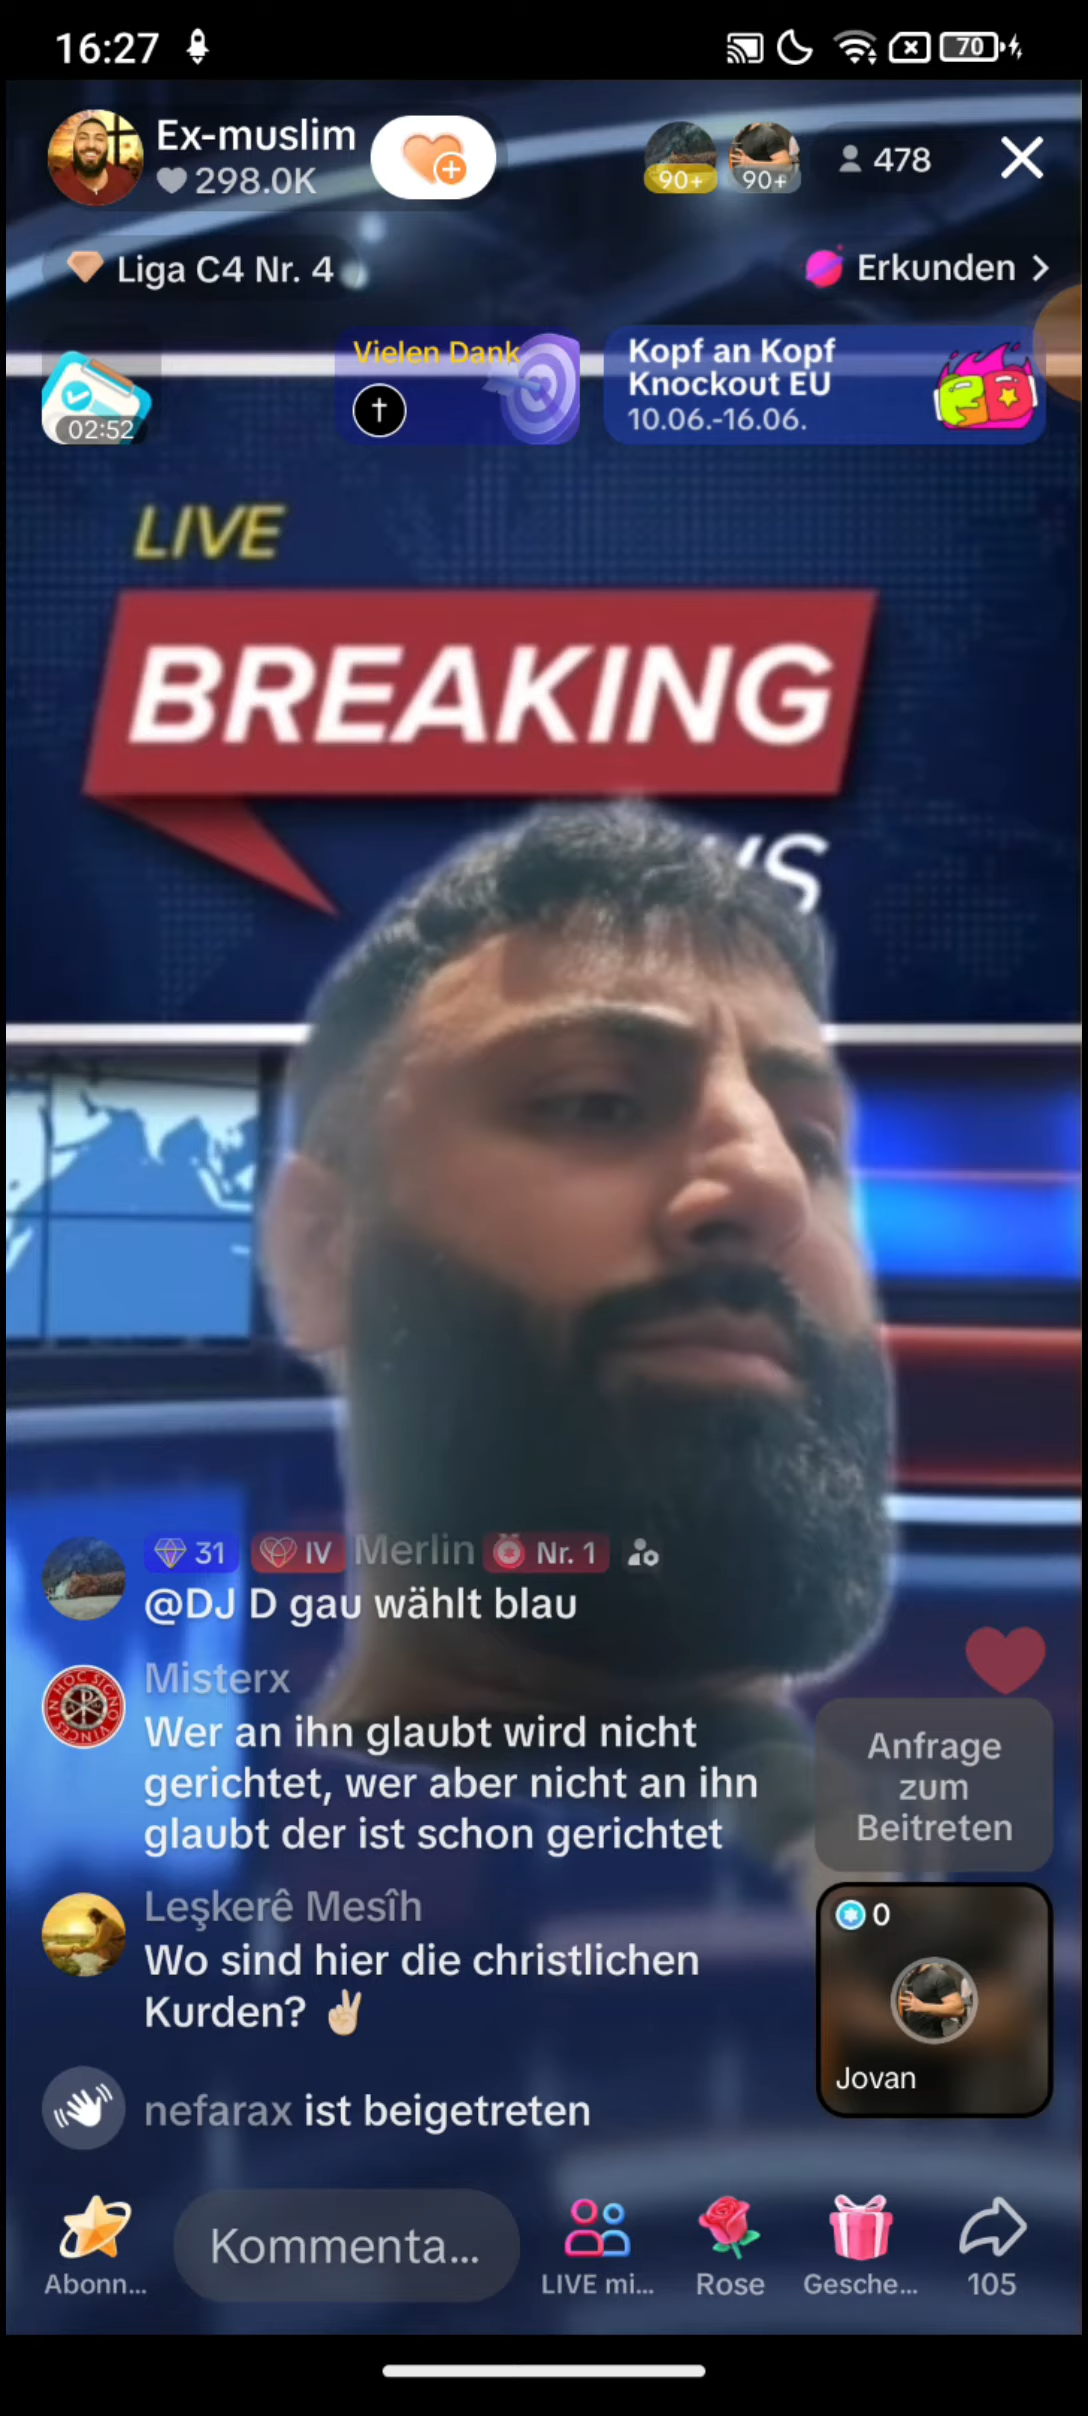 16:27
70
Ex-muslim
298.0K
90+
90+
478
Liga C4 Nr. 4
Erkunden
02:52
Vielen Dank
Kopf an Kopf
Knockout EU
10.06.-16.06.
LIVE
BREAKING
31 IV Merlin Nr. 1
@DJ D gau wählt blau
IN HOC SIGNO VINCES
Misterx
Wer an ihn glaubt wird nicht
gerichtet, wer aber nicht an ihn
glaubt der ist schon gerichtet
Anfrage
zum
Beitreten
Leşkerê Mesîh
Wo sind hier die christlichen
Kurden? ✌🏼
0
Jovan
nefarax ist beigetreten
Abonn...
Kommenta...
LIVE mi...
Rose
Gesche...
105